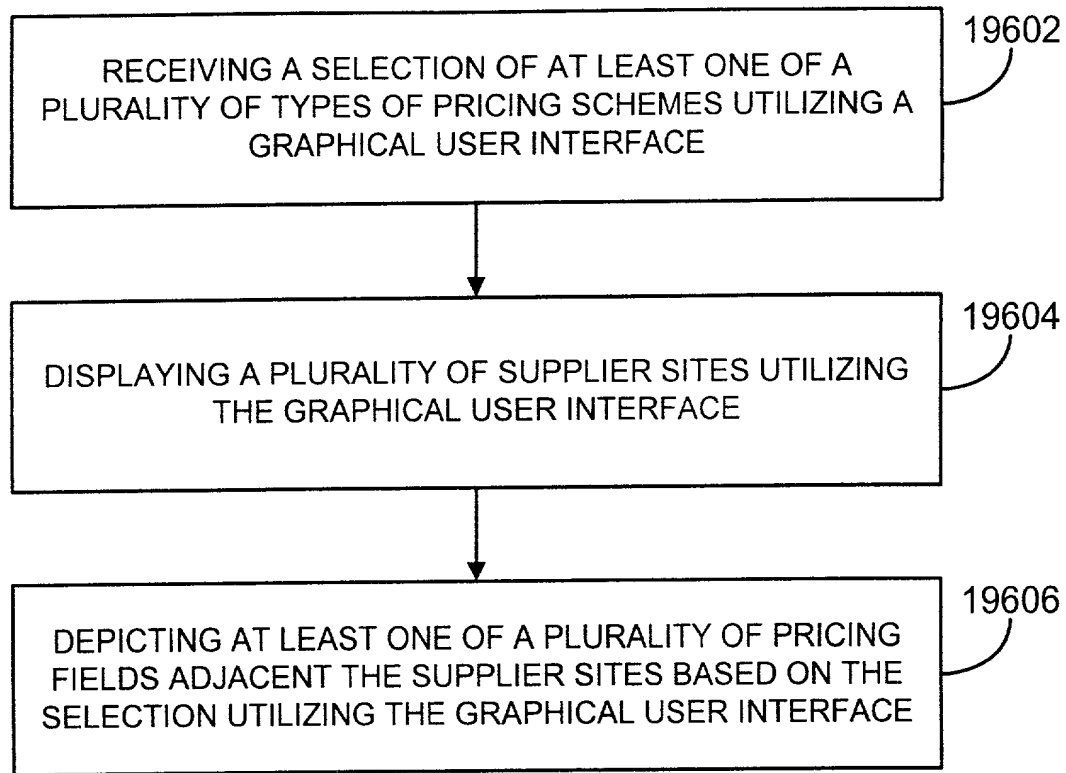 19602
RECEIVING A SELECTION OF AT LEAST ONE OF A
PLURALITY OF TYPES OF PRICING SCHEMES UTILIZING A
GRAPHICAL USER INTERFACE
19604
DISPLAYING A PLURALITY OF SUPPLIER SITES UTILIZING
THE GRAPHICAL USER INTERFACE
19606
DEPICTING AT LEAST ONE OF A PLURALITY OF PRICING
FIELDS ADJACENT THE SUPPLIER SITES BASED ON THE
SELECTION UTILIZING THE GRAPHICAL USER INTERFACE